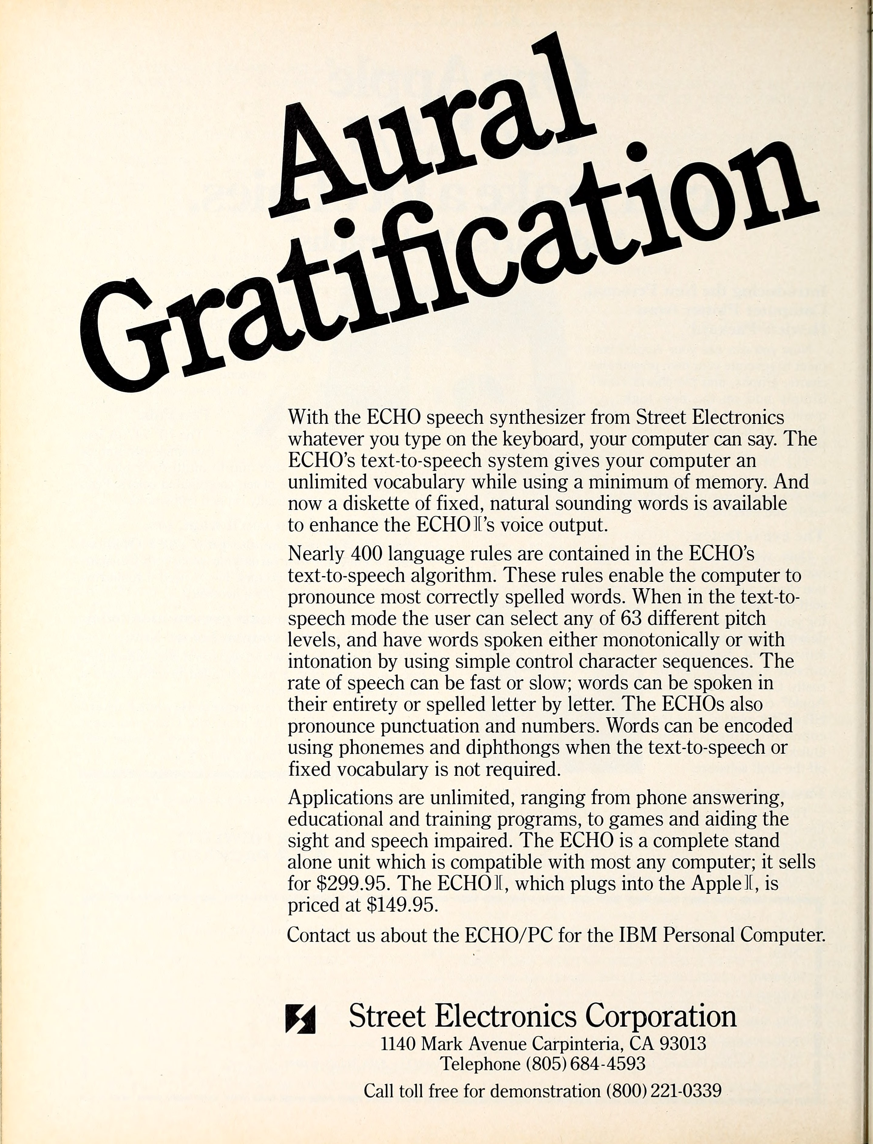 Aural
Gratification
With the ECHO speech synthesizer from Street Electronics
whatever you type on the keyboard, your computer can say. The
ECHO's text-to-speech system gives your computer an
unlimited vocabulary while using a minimum of memory. And
now a diskette of fixed, natural sounding words is available
to enhance the ECHO II's voice output.
Nearly 400 language rules are contained in the ECHO's
text-to-speech algorithm. These rules enable the computer to
pronounce most correctly spelled words. When in the text-to-
speech mode the user can select any of 63 different pitch
levels, and have words spoken either monotonically or with
intonation by using simple control character sequences. The
rate of speech can be fast or slow; words can be spoken in
their entirety or spelled letter by letter. The ECHOs also
pronounce punctuation and numbers. Words can be encoded
using phonemes and diphthongs when the text-to-speech or
fixed vocabulary is not required.
Applications are unlimited, ranging from phone answering,
educational and training programs, to games and aiding the
sight and speech impaired. The ECHO is a complete stand
alone unit which is compatible with most any computer; it sells
for $299.95. The ECHO II, which plugs into the Apple II, is
priced at $149.95.
Contact us about the ECHO/PC for the IBM Personal Computer.
Street Electronics Corporation
1140 Mark Avenue Carpinteria, CA 93013
Telephone (805) 684-4593
Call toll free for demonstration (800) 221-0339